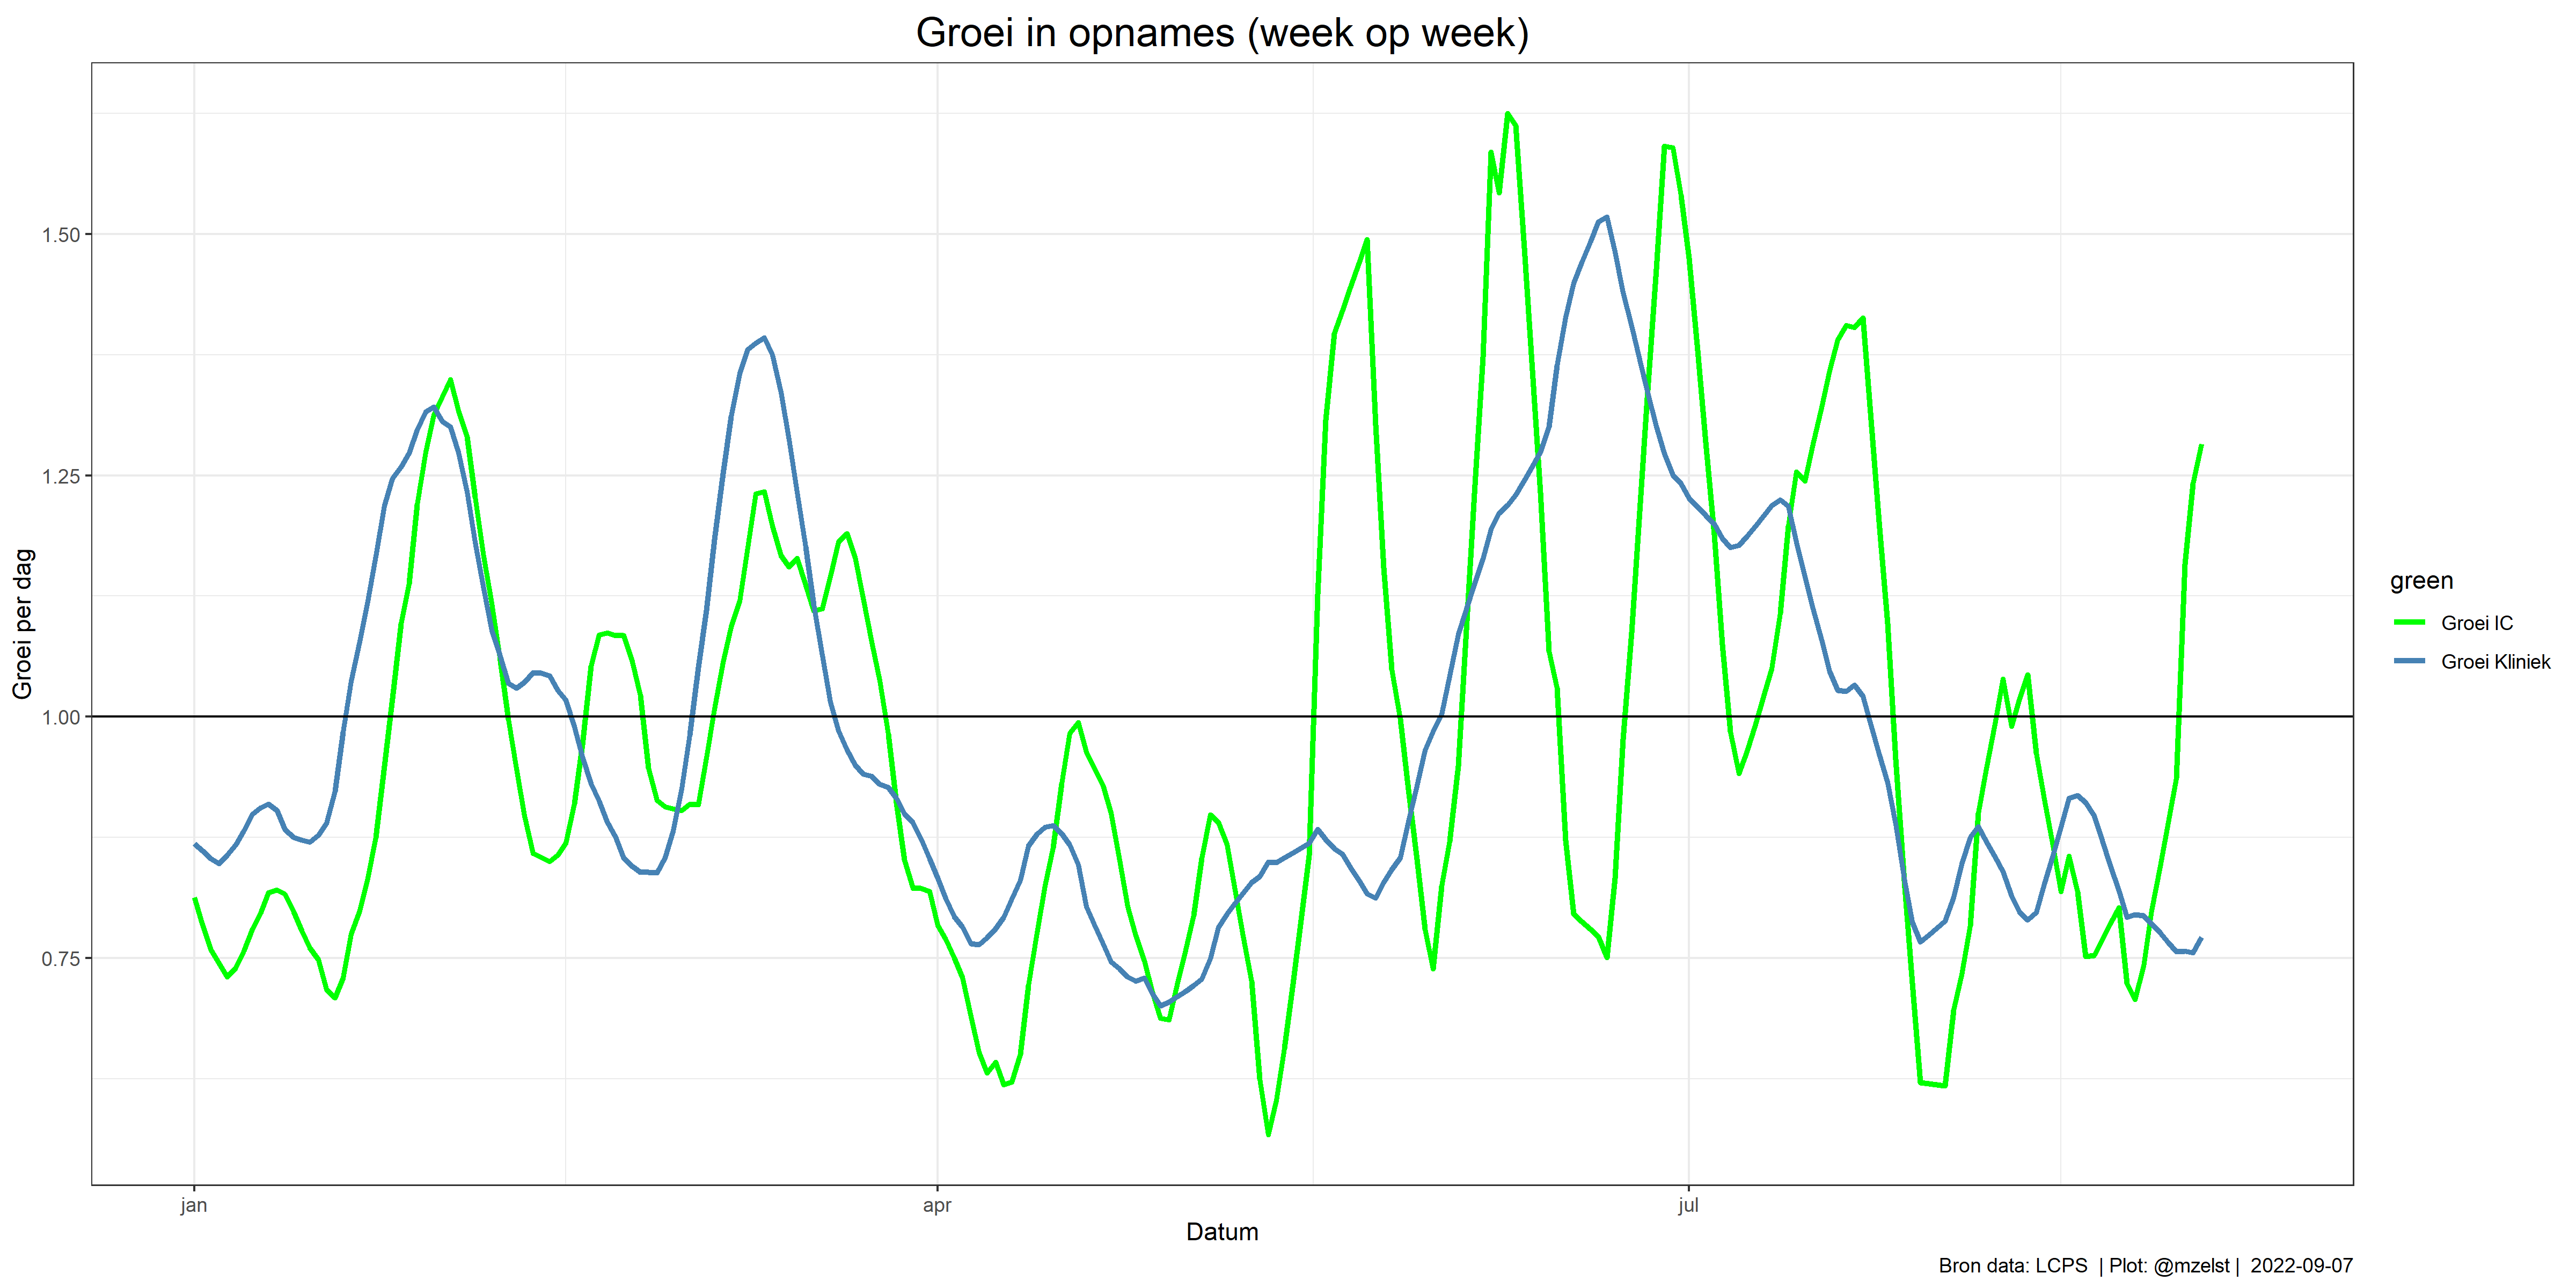 Groei in opnames (week op week)
Groei per dag
1.50
1.25
1.00
0.75
jan
apr
jul
Datum
green
Groei IC
Groei Kliniek
Bron data: LCPS | Plot: @mzelst | 2022-09-07